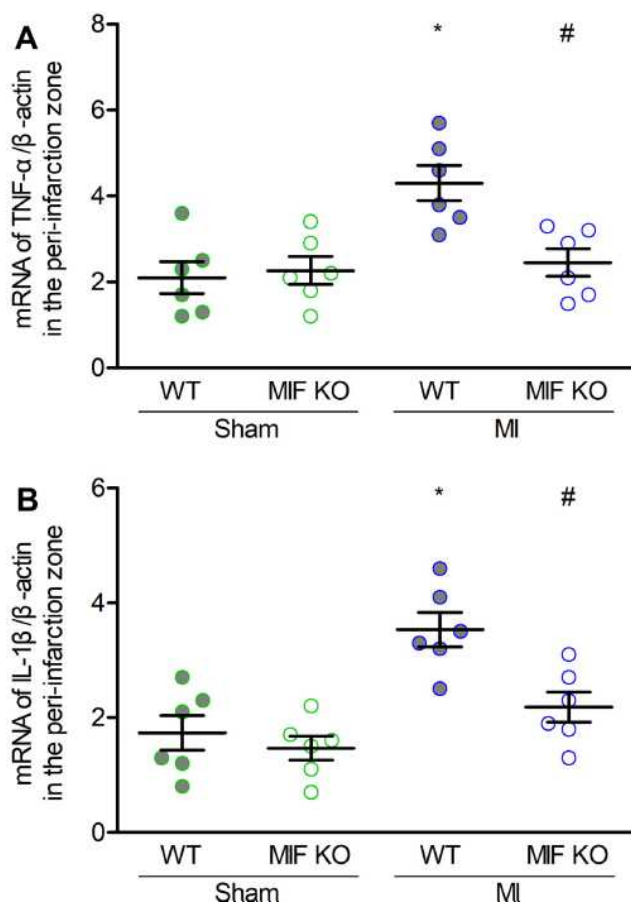 A
mRNA of TNF-α/β-actin
in the peri-infarction zone
8
6
4
2
0
*
#
WT
MIF KO
WT
MIF KO
Sham
MI
B
mRNA of IL-1β/β-actin
in the peri-infarction zone
6
4
2
0
*
#
WT
MIF KO
WT
MIF KO
Sham
MI